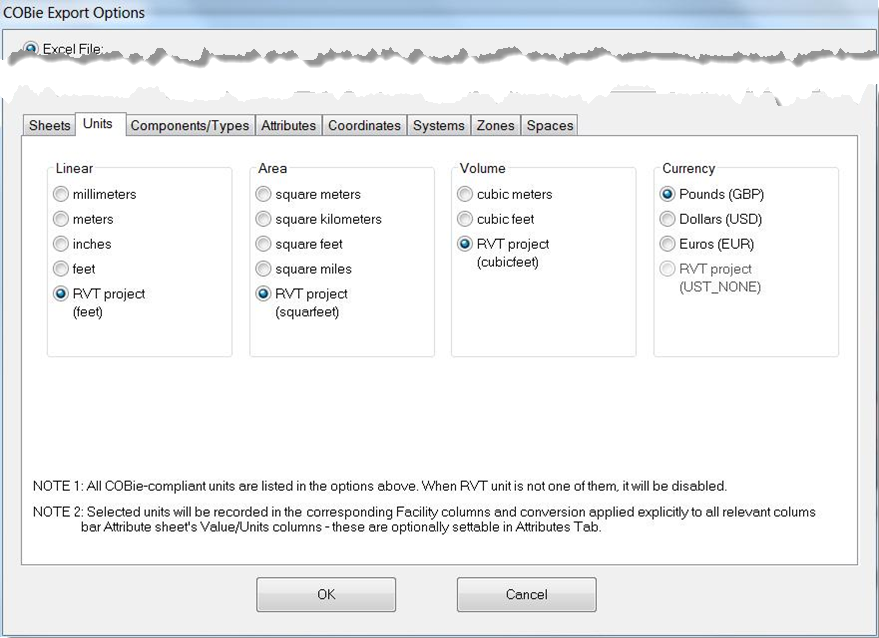 COBie Export Options
Excel File:
Sheets Units Components/Types Attributes Coordinates Systems Zones Spaces
Linear
millimeters
meters
inches
feet
RVT project
(feet)
Area
square meters
square kilometers
square feet
square miles
RVT project
(squarfeet)
Volume
cubic meters
cubic feet
RVT project
(cubicfeet)
Currency
Pounds (GBP)
Dollars (USD)
Euros (EUR)
RVT project
(UST_NONE)
NOTE 1: All COBie-compliant units are listed in the options above. When RVT unit is not one of them, it will be disabled.
NOTE 2: Selected units will be recorded in the corresponding Facility columns and conversion applied explicitly to all relevant colums
bar Attribute sheet's Value/Units columns - these are optionally settable in Attributes Tab.
OK Cancel